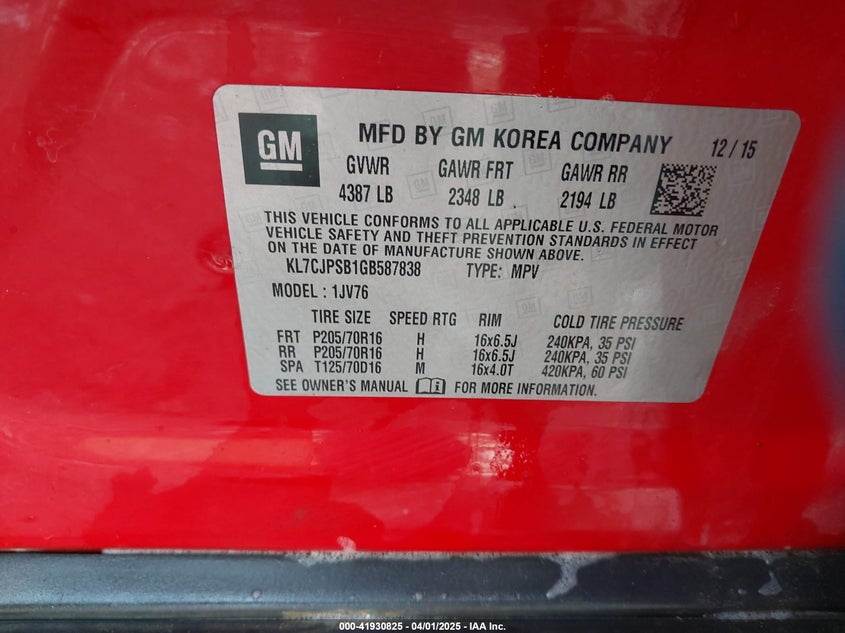 GM
MFD BY GM KOREA COMPANY 12 / 15
GVWR GAWR FRT GAWR RR
4387 LB 2348 LB 2194 LB
THIS VEHICLE CONFORMS TO ALL APPLICABLE U.S. FEDERAL MOTOR
VEHICLE SAFETY AND THEFT PREVENTION STANDARDS IN EFFECT
ON THE DATE OF MANUFACTURE SHOWN ABOVE.
KL7CJPSB1GB587838 TYPE: MPV
MODEL : 1JV76
TIRE SIZE SPEED RTG RIM COLD TIRE PRESSURE
FRT P205/70R16 H 16x6.5J 240KPA, 35 PSI
RR P205/70R16 H 16x6.5J 240KPA, 35 PSI
SPA T125/70D16 M 16x4.0T 420KPA, 60 PSI
SEE OWNER'S MANUAL FOR MORE INFORMATION.
000-41930825 - 04/01/2025 - IAA Inc.